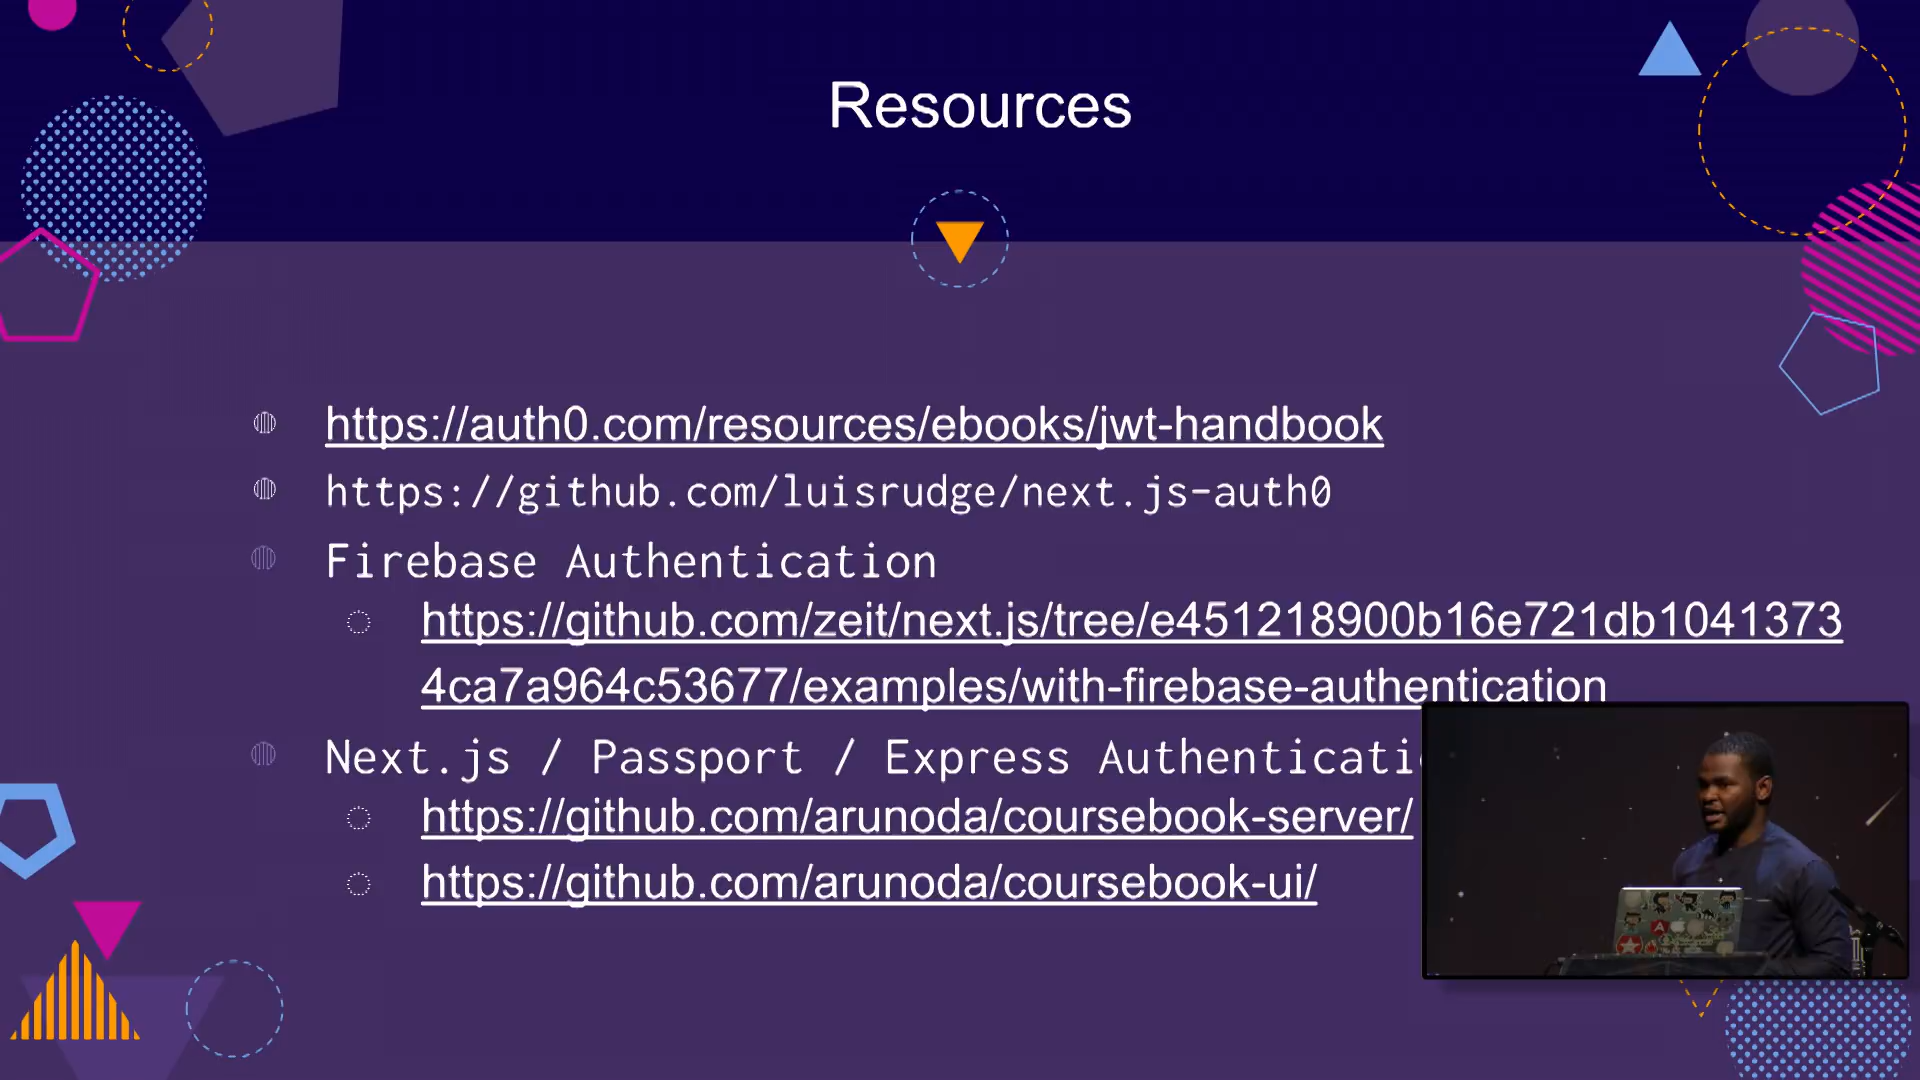 Resources
https://auth0.com/resources/ebooks/jwt-handbook
https://github.com/luisrudge/next.js-auth0
Firebase Authentication
https://github.com/zeit/next.js/tree/e451218900b16e721db1041373
4ca7a964c53677/examples/with-firebase-authentication
Next.js / Passport / Express
https://github.com/arunoda/coursebook-server/
https://github.com/arunoda/coursebook-ui/